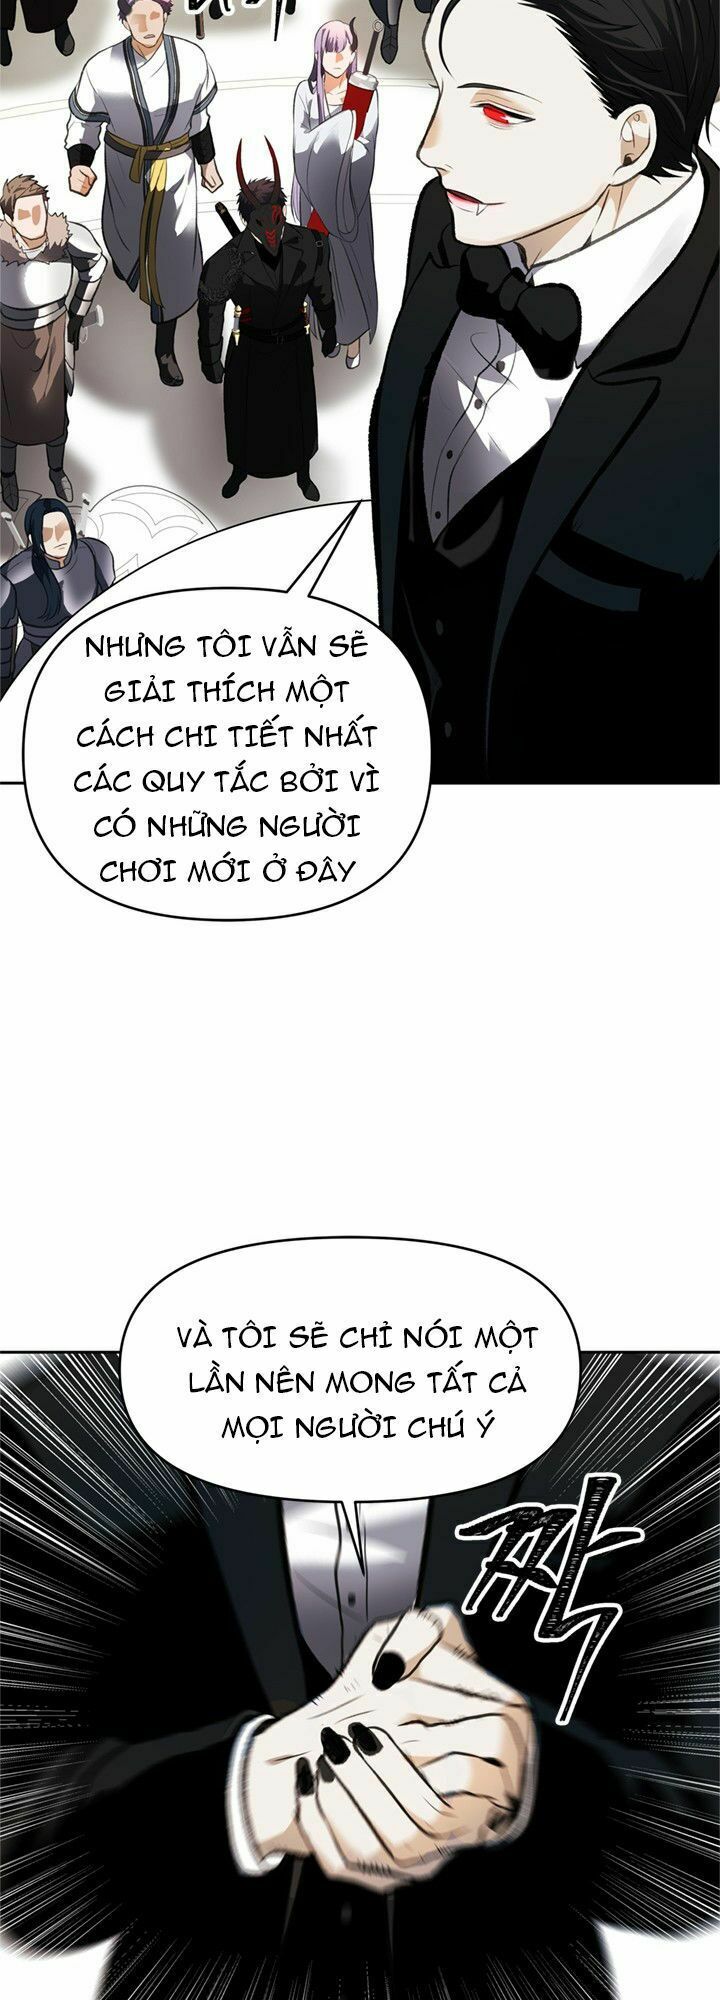 NHƯNG TÔI VẪN SẼ
GIẢI THÍCH MỘT
CÁCH CHI TIẾT NHẤT
CÁC QUY TẮC BỞI VÌ
CÓ NHỮNG NGƯỜI
CHƠI MỚI Ở ĐÂY
VÀ TÔI SẼ CHỈ NÓI MỘT
LẦN NÊN MONG TẤT CẢ
MỌI NGƯỜI CHÚ Ý
짝